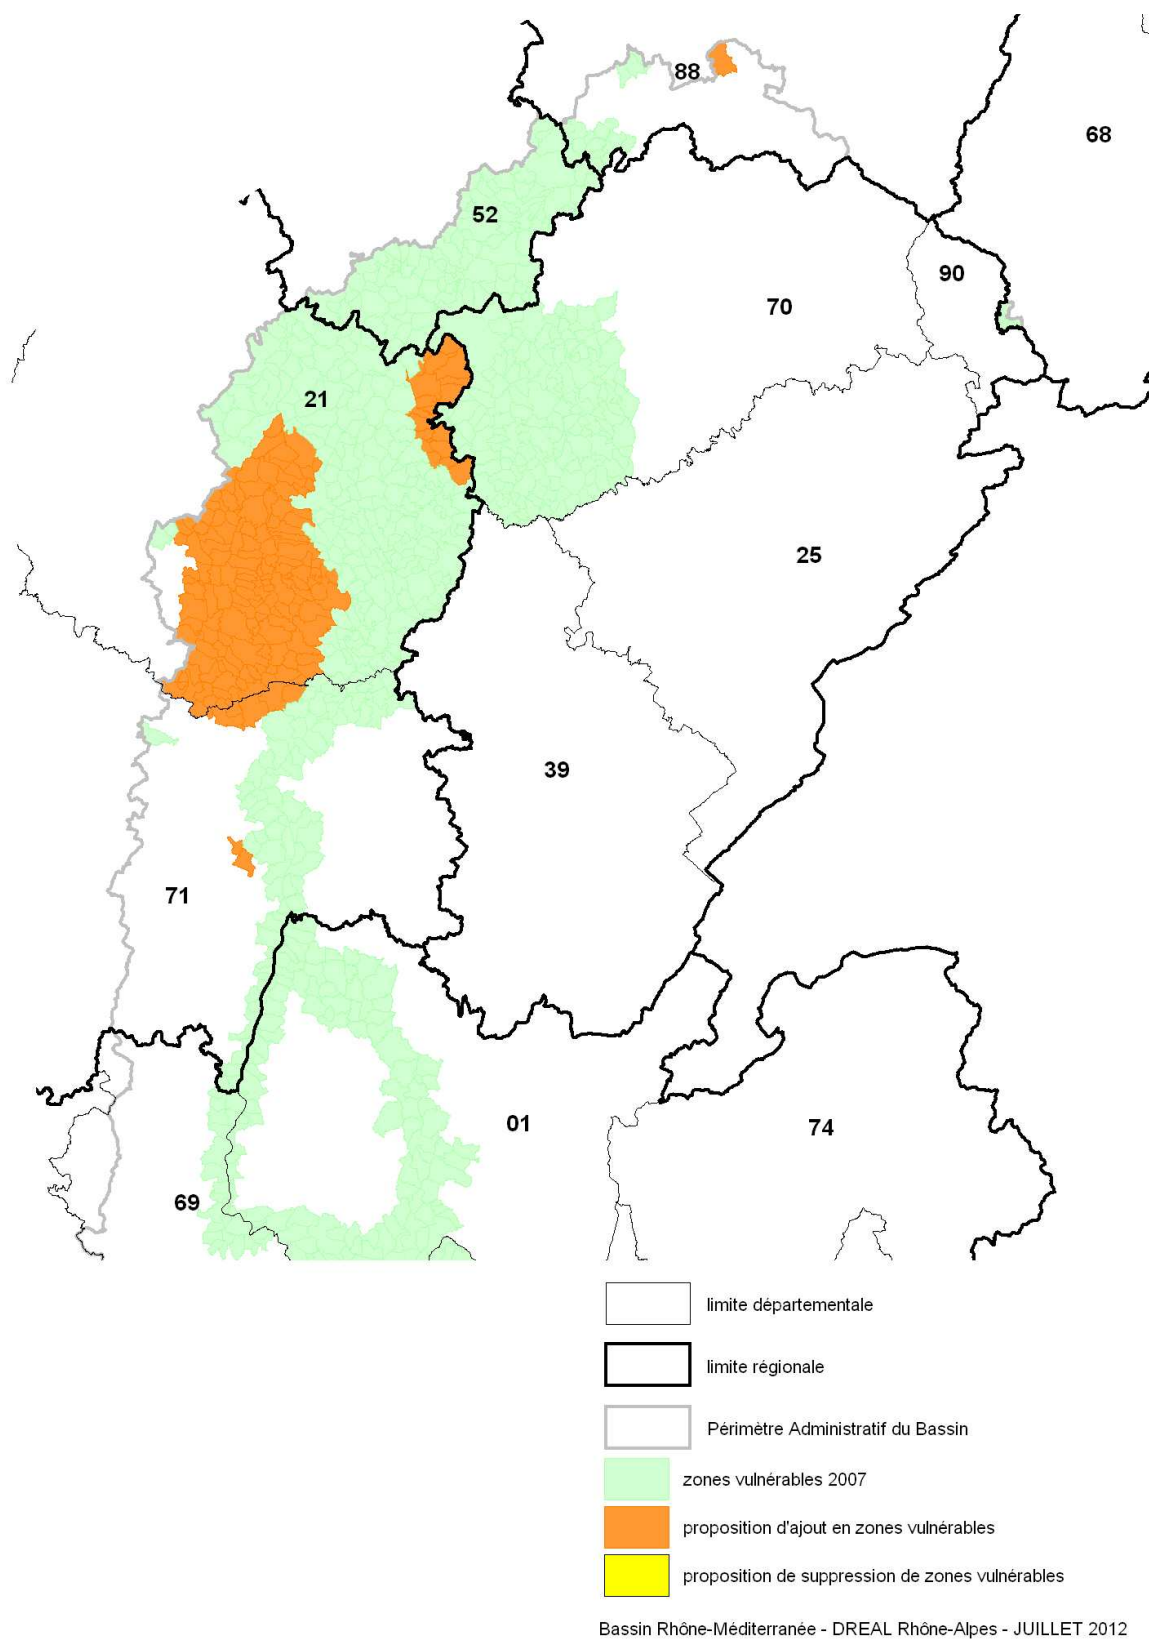 88
68
52
90
70
21
25
39
71
01
74
69
limite départementale
limite régionale
Périmètre Administratif du Bassin
zones vulnérables 2007
proposition d'ajout en zones vulnérables
proposition de suppression de zones vulnérables
Bassin Rhône-Méditerranée - DREAL Rhône-Alpes - JUILLET 2012